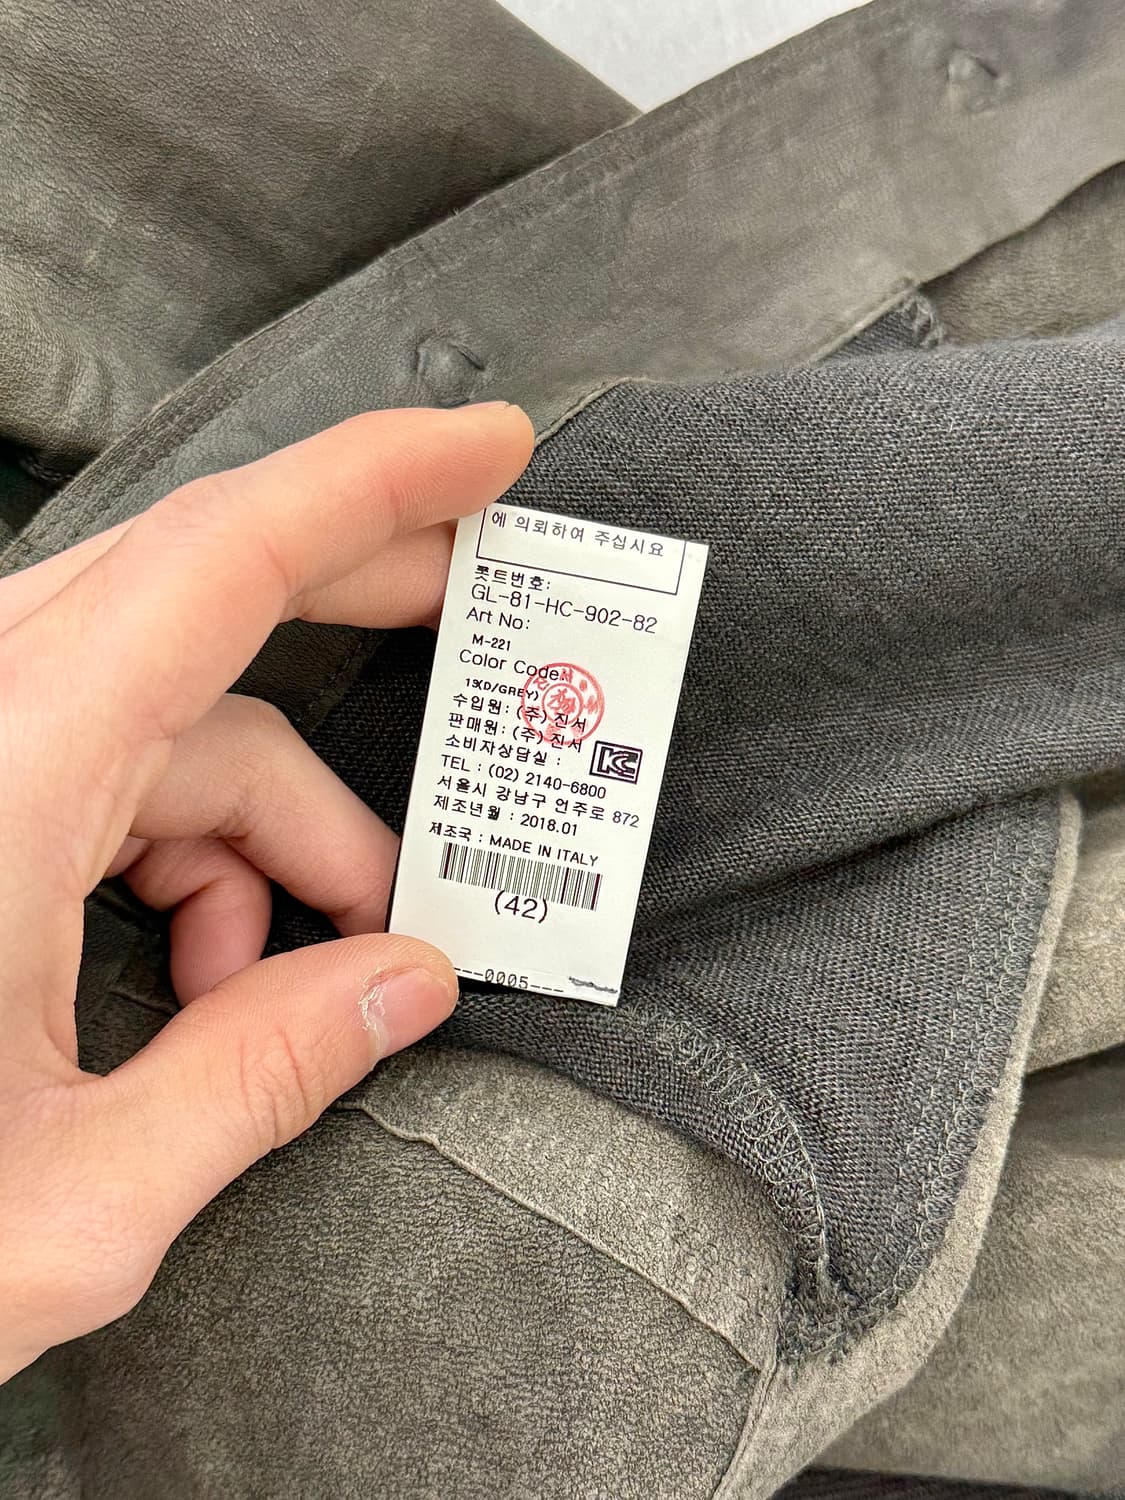 에 의뢰하여 주십시요
롯트번호:
GL-81-HC-902-82
Art No:
M-221
Color Code:
19(D/GREY)
수입원: (주)진서
판매원: (주)진서
소비자상담실 :
KC
TEL : (02) 2140-6800
서울시 강남구 언주로 872
제조년월 : 2018.01
제조국 : MADE IN ITALY
(42)
---0005---